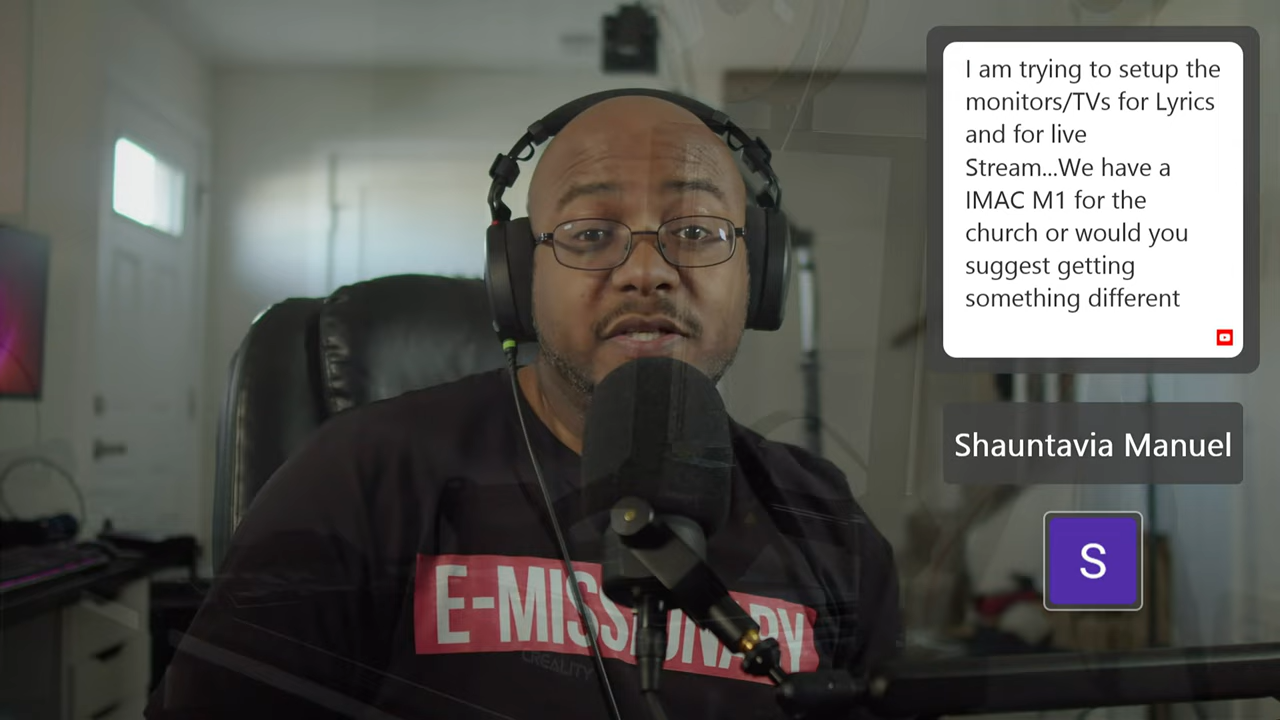 I am trying to setup the
monitors/TVs for Lyrics
and for live
Stream...We have a
IMAC M1 for the
church or would you
suggest getting
something different
Shauntavia Manuel
S
E-MISSIONARY
CREALITY